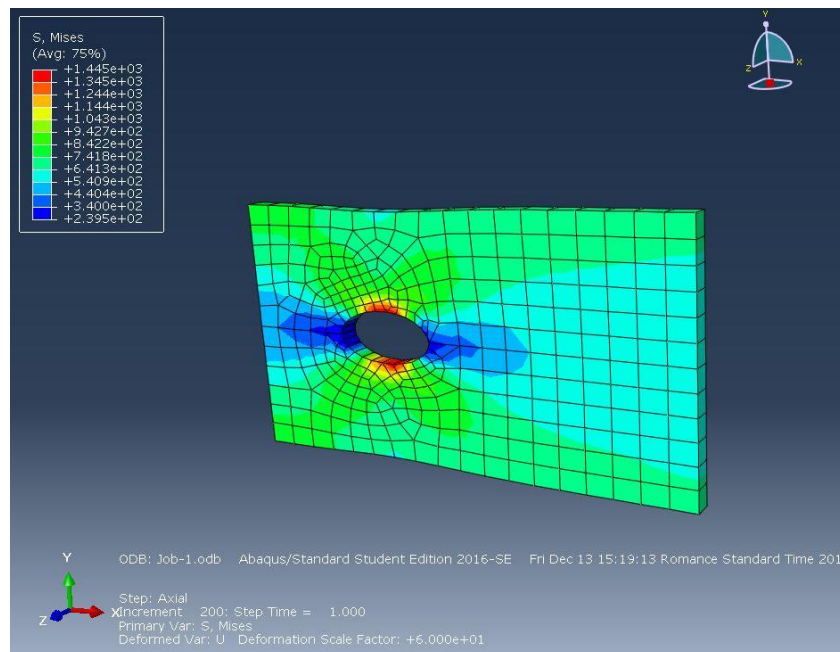 S, Mises
(Avg: 75%)
+1.445e+03
+1.345e+03
+1.244e+03
+1.144e+03
+1.043e+03
+9.427e+02
+8.422e+02
+7.418e+02
+6.413e+02
+5.409e+02
+4.404e+02
+3.400e+02
+2.395e+02
Y
Z X
ODB: Job-1.odb Abaqus/Standard Student Edition 2016-SE Fri Dec 13 15:19:13 Romance Standard Time 201
Y
Z X
Step: Axial
Increment 200: Step Time = 1.000
Primary Var: S, Mises
Deformed Var: U Deformation Scale Factor: +6.000e+01